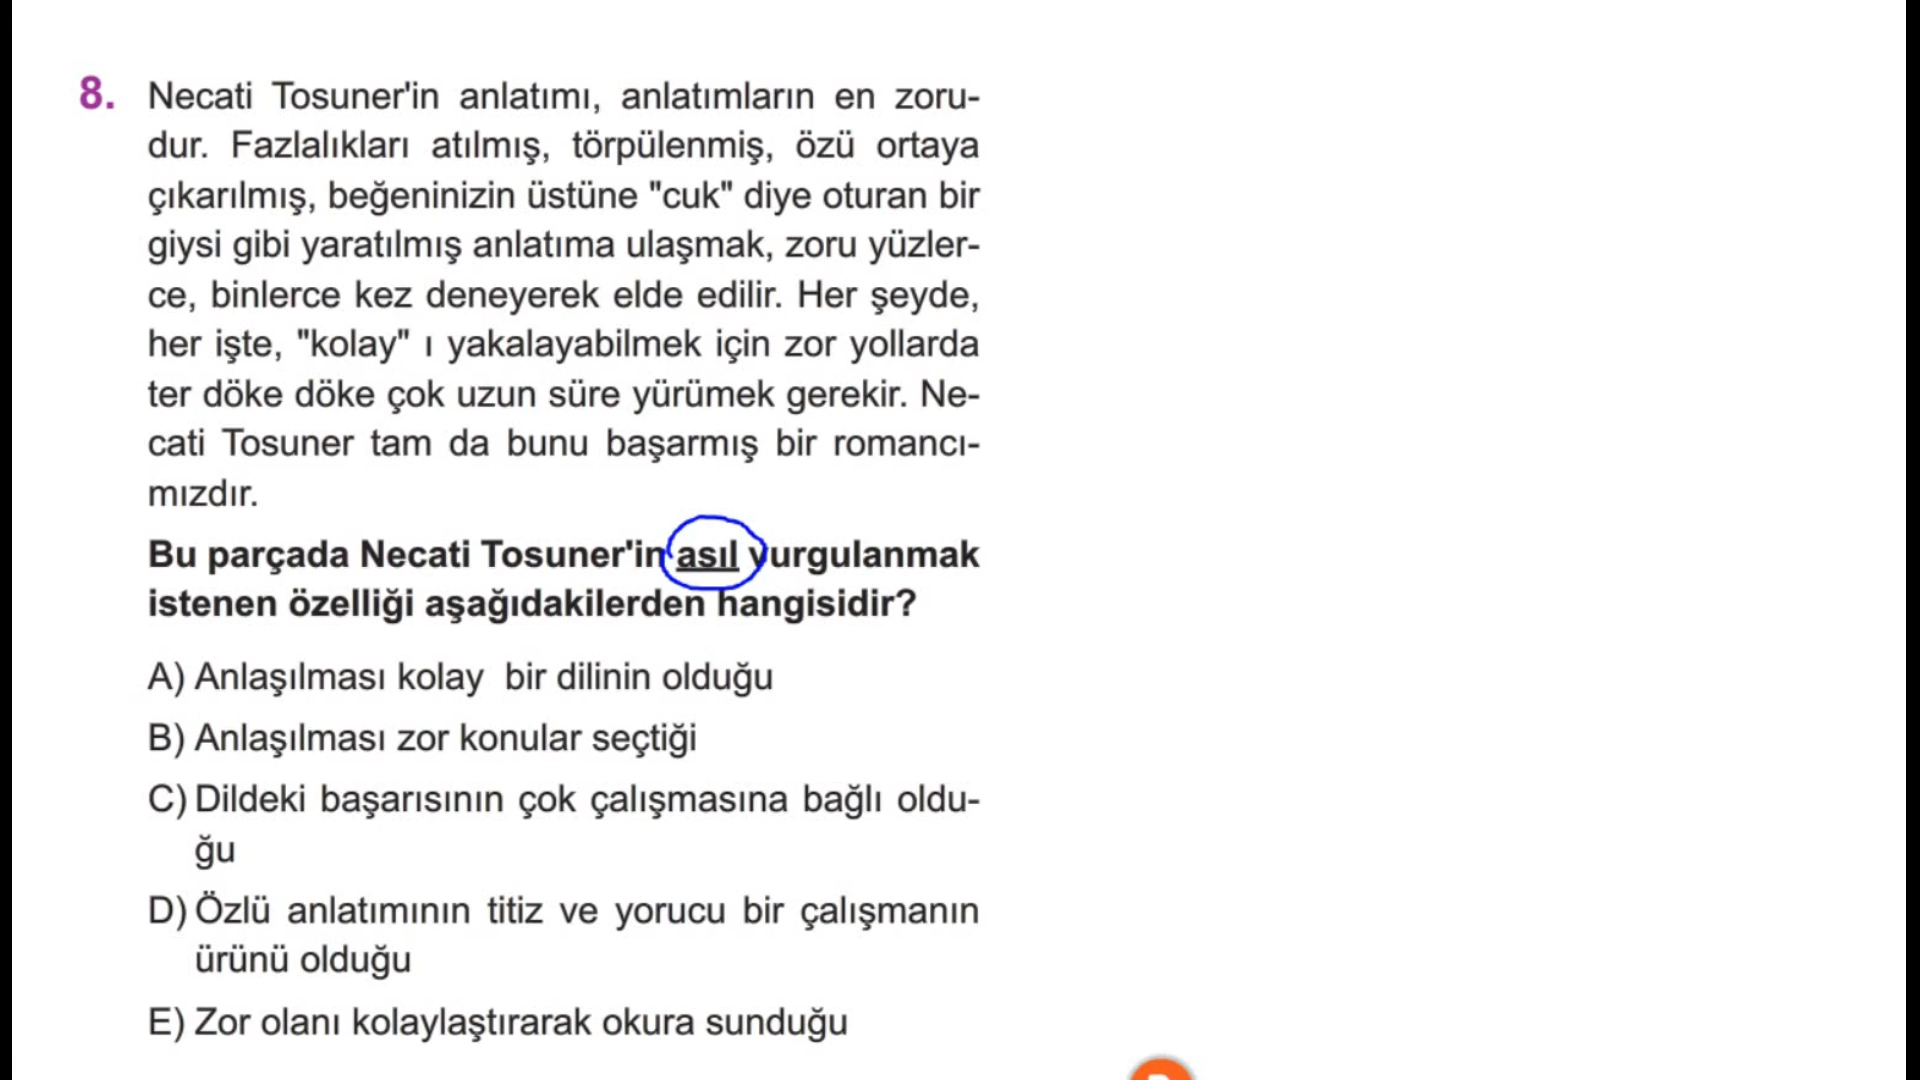 8. Necati Tosuner'in anlatımı, anlatımların en zoru-
dur. Fazlalıkları atılmış, törpülenmiş, özü ortaya
çıkarılmış, beğeninizin üstüne "cuk" diye oturan bir
giysi gibi yaratılmış anlatıma ulaşmak, zoru yüzler-
ce, binlerce kez deneyerek elde edilir. Her şeyde,
her işte, "kolay" ı yakalayabilmek için zor yollarda
ter döke döke çok uzun süre yürümek gerekir. Ne-
cati Tosuner tam da bunu başarmış bir romancı-
mızdır.
Bu parçada Necati Tosuner'in asıl vurgulanmak
istenen özelliği aşağıdakilerden hangisidir?
A) Anlaşılması kolay bir dilinin olduğu
B) Anlaşılması zor konular seçtiği
C) Dildeki başarısının çok çalışmasına bağlı oldu-
ğu
D) Özlü anlatımının titiz ve yorucu bir çalışmanın
ürünü olduğu
E) Zor olanı kolaylaştırarak okura sunduğu